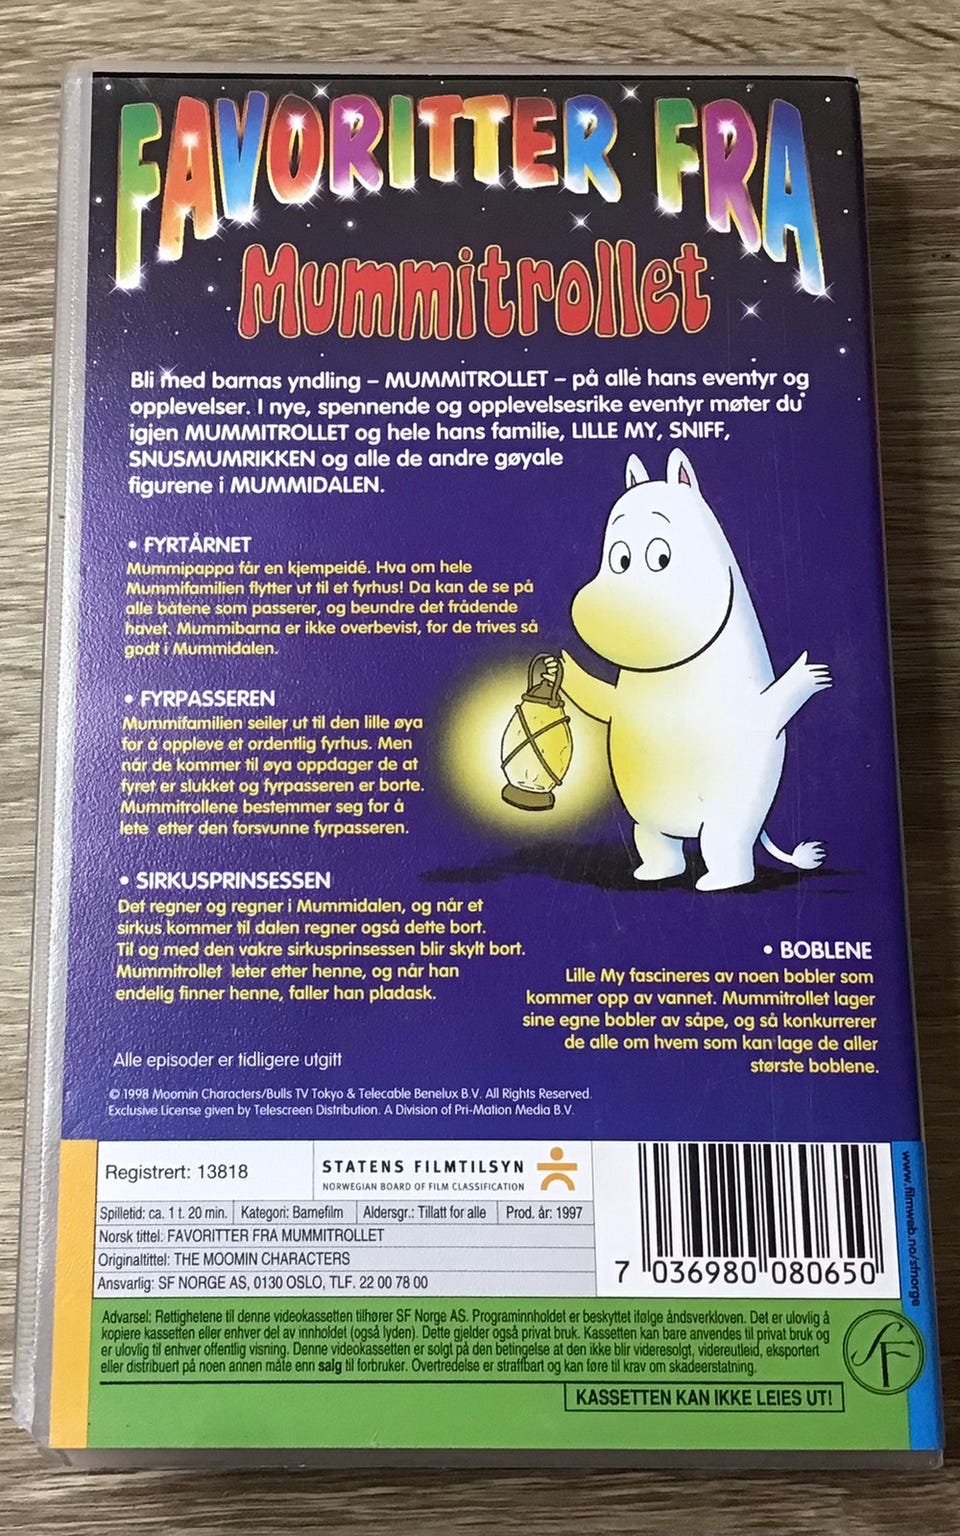 FAVORITTER FRA
Mummitrollet
Bli med barnas yndling – MUMMITROLLET – på alle hans eventyr og
opplevelser. I nye, spennende og opplevelsesrike eventyr møter du
igjen MUMMITROLLET og hele hans familie, LILLE MY, SNIFF,
SNUSMUMRIKKEN og alle de andre gøyale
figurene i MUMMIDALEN.
• FYRTÅRNET
Mummipappa får en kjempeidé. Hva om hele
Mummifamilien flytter ut til et fyrhus! Da kan de se på
alle båtene som passerer, og beundre det frådende
havet. Mummibarna er ikke overbevist, for de trives så
godt i Mummidalen.
• FYRPASSEREN
Mummifamilien seiler ut til den lille øya
for å oppleve et ordentlig fyrhus. Men
når de kommer til øya oppdager de at
fyret er slukket og fyrpasseren er borte.
Mummitrollene bestemmer seg for å
lete etter den forsvunne fyrpasseren.
• SIRKUSPRINSESSEN
Det regner og regner i Mummidalen, og når et
sirkus kommer til dalen regner også dette bort.
Til og med den vakre sirkusprinsessen blir skylt bort.
Mummitrollet leter etter henne, og når han
endelig finner henne, faller han pladask.
• BOBLENE
Lille My fascineres av noen bobler som
kommer opp av vannet. Mummitrollet lager
sine egne bobler av såpe, og så konkurrerer
de alle om hvem som kan lage de aller
største boblene.
Alle episoder er tidligere utgitt
© 1998 Moomin Characters/Bulls TV Tokyo & Telecable Benelux B.V. All Rights Reserved.
Exclusive License given by Telescreen Distribution. A Division of Pri-Mation Media B.V.
Registrert: 13818
STATENS FILMTILSYN
NORWEGIAN BOARD OF FILM CLASSIFICATION
Spilletid: ca. 1 t. 20 min. Kategori: Barnefilm Aldersgr.: Tillatt for alle Prod. år: 1997
Norsk tittel: FAVORITTER FRA MUMMITROLLET
Originaltittel: THE MOOMIN CHARACTERS
Ansvarlig: SF NORGE AS, 0130 OSLO, TLF. 22 00 78 00
7 036980 080650
www.filmweb.no/sfnorge
Advarsel: Rettighetene til denne videokassetten tilhører SF Norge AS. Programinnholdet er beskyttet ifølge åndsverkloven. Det er ulovlig å
kopiere kassetten eller enhver del av innholdet (også lyden). Dette gjelder også privat bruk. Kassetten kan bare anvendes til privat bruk og
er ulovlig til enhver offentlig visning. Denne videokassetten er solgt på den betingelse at den ikke blir videresolgt, videreutleid, eksportert
eller distribuert på noen annen måte enn salg til forbruker. Overtredelse er straffbart og kan føre til krav om skadeerstatning.
SF
KASSETTEN KAN IKKE LEIES UT!